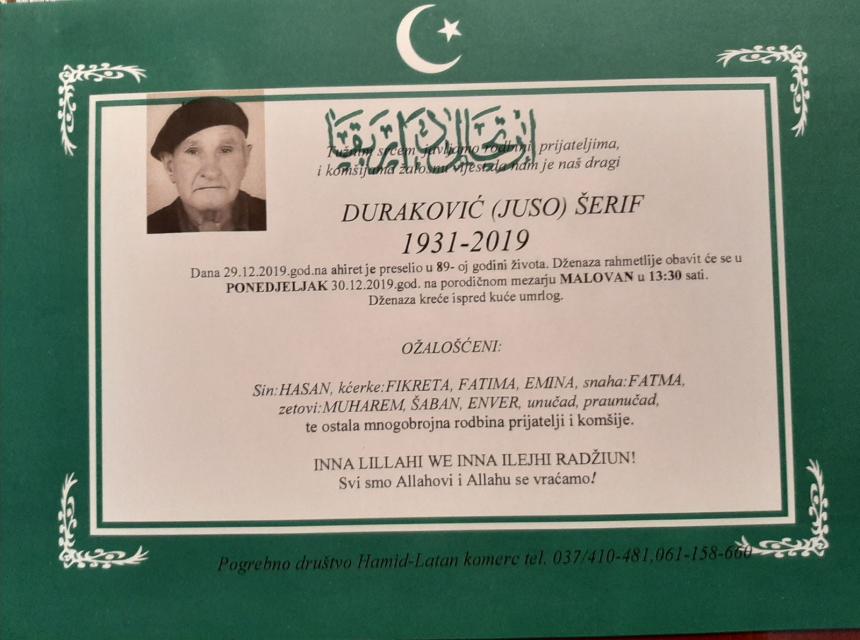 Tužnim srcem javljamo rodbini, prijateljima,
i komšijama žalosnu vijest da nam je naš dragi
DURAKOVIĆ (JUSO) ŠERIF
1931-2019
Dana 29.12.2019.god.na ahiret je preselio u 89- oj godini života. Dženaza rahmetlije obavit će se u
PONEDJELJAK 30.12.2019.god. na porodičnom mezarju MALOVAN u 13:30 sati.
Dženaza kreće ispred kuće umrlog.
OŽALOŠĆENI:
Sin:HASAN, kćerke:FIKRETA, FATIMA, EMINA, snaha:FATMA,
zetovi:MUHAREM, ŠABAN, ENVER, unučad, praunučad,
te ostala mnogobrojna rodbina prijatelji i komšije.
INNA LILLAHI WE INNA ILEJHI RADŽIUN!
Svi smo Allahovi i Allahu se vraćamo!
Pogrebno društvo Hamid-Latan komerc tel. 037/410-481,061-158-660